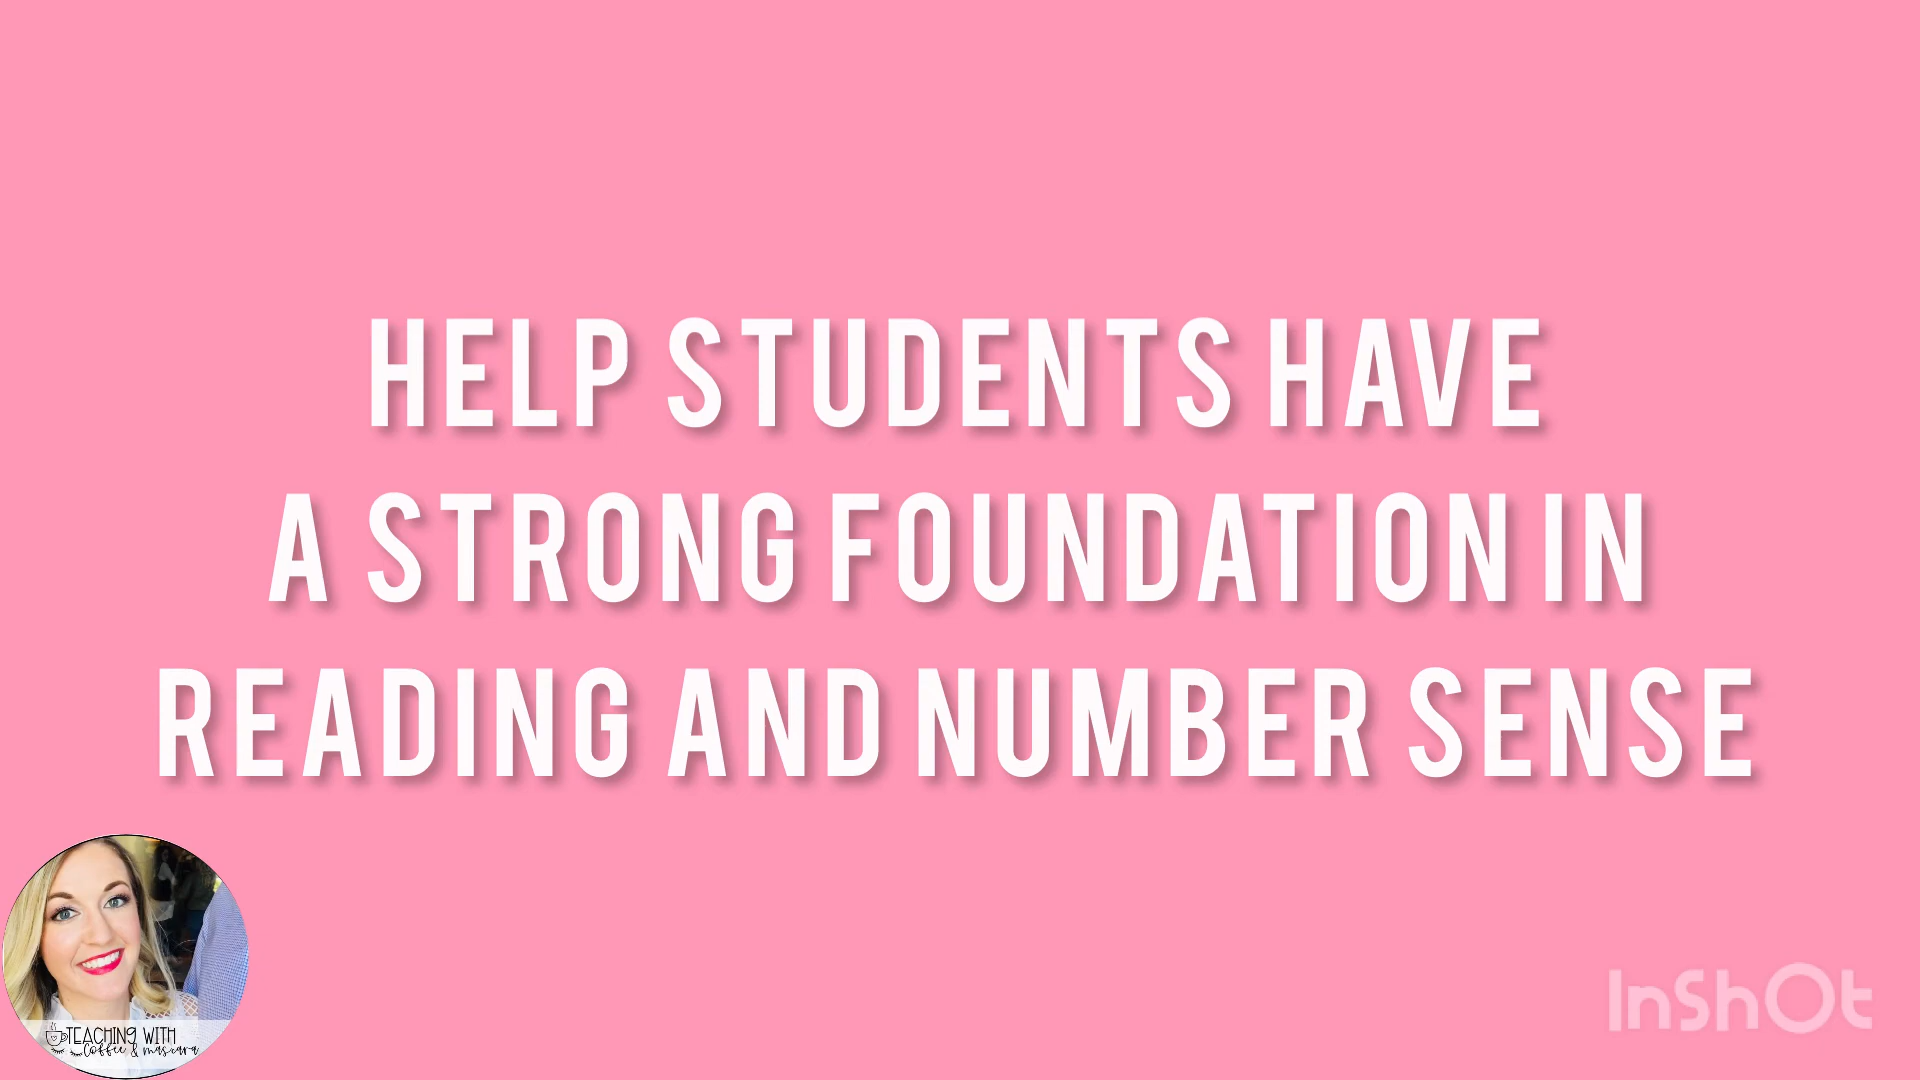 HELP STUDENTS HAVE
A STRONG FOUNDATION IN
READING AND NUMBER SENSE
TEACHING WITH
Coffee & mascara
InShOt